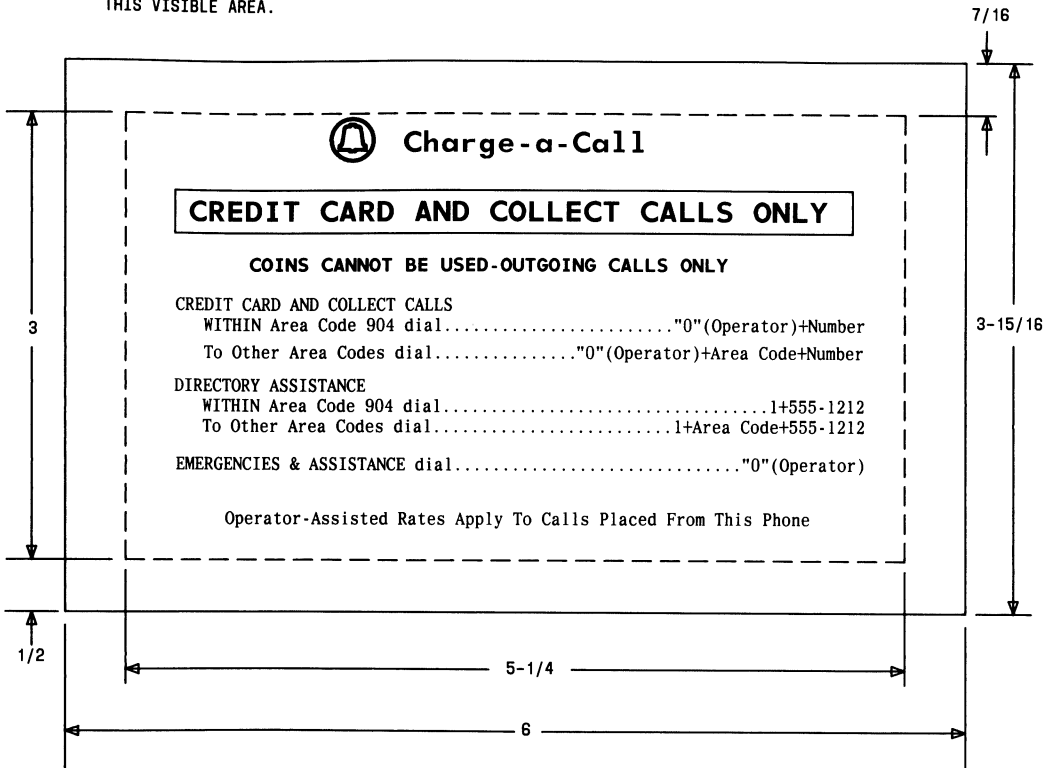 THIS VISIBLE AREA.
7/16
Charge-a-Call
CREDIT CARD AND COLLECT CALLS ONLY
COINS CANNOT BE USED-OUTGOING CALLS ONLY
CREDIT CARD AND COLLECT CALLS
WITHIN Area Code 904 dial........................"0"(Operator)+Number
3
3-15/16
To Other Area Codes dial..............."0"(Operator)+Area Code+Number
DIRECTORY ASSISTANCE
WITHIN Area Code 904 dial..................................1+555-1212
To Other Area Codes dial.........................1+Area Code+555-1212
EMERGENCIES & ASSISTANCE dial.............................."0"(Operator)
Operator-Assisted Rates Apply To Calls Placed From This Phone
1/2
5-1/4
6